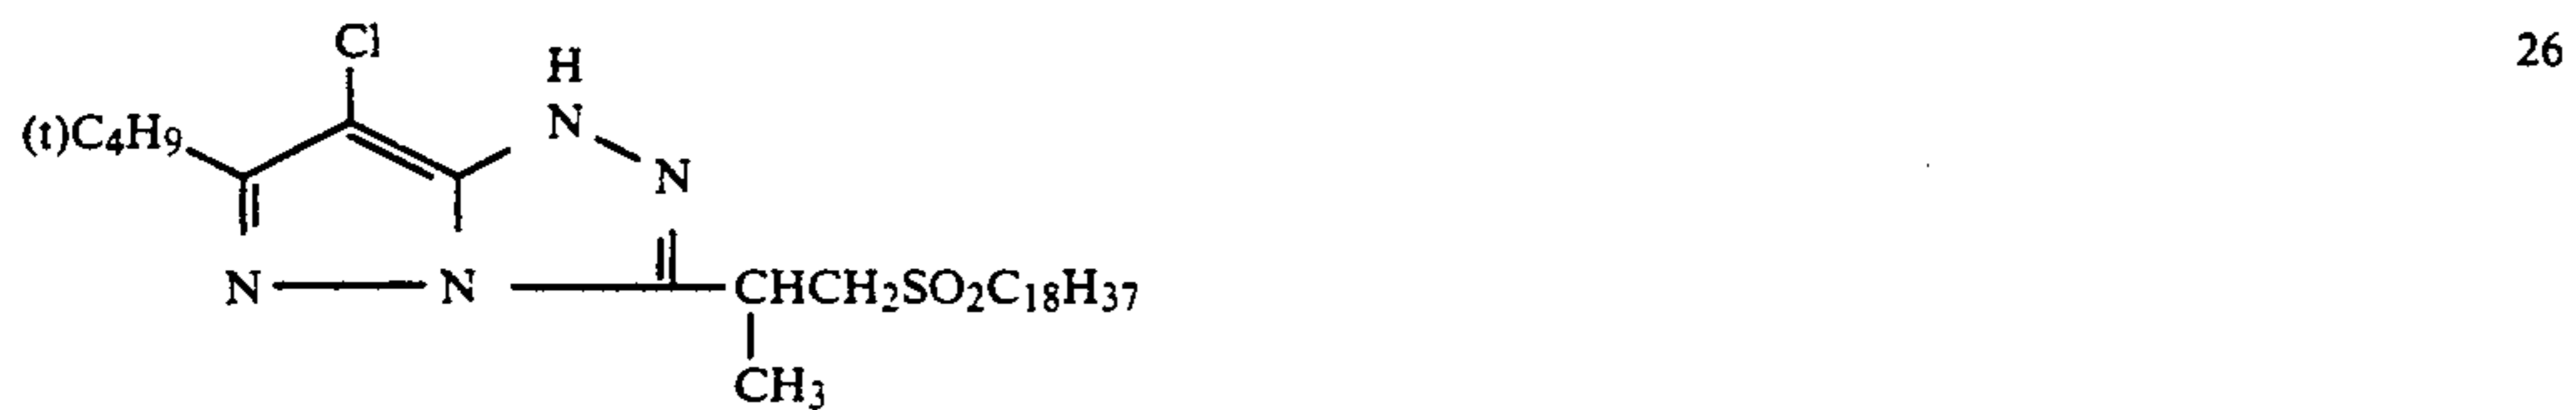 Cl
26
H
(t)C₄H₉
N
N
N
N
CHCH₂SO₂C₁₈H₃₇
CH₃